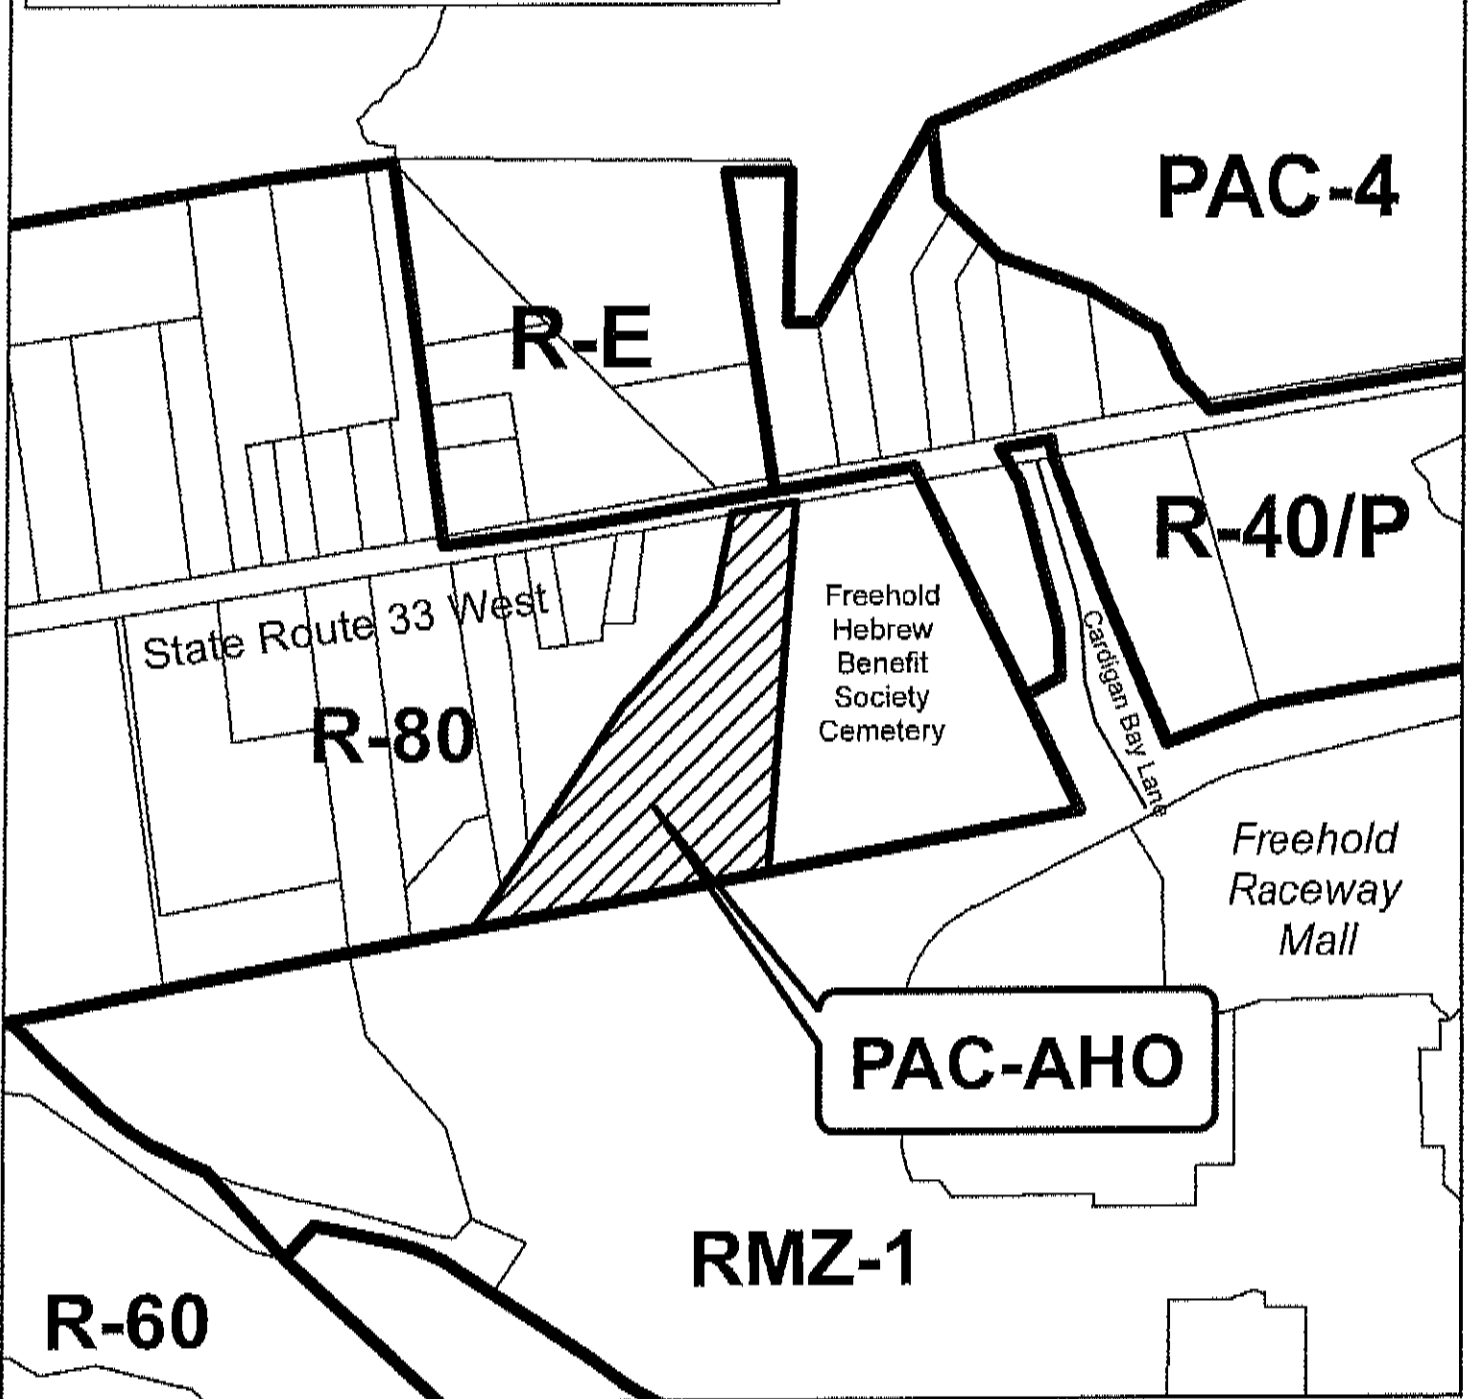 PAC-4
R-E
R-40/P
State Route 33 West
Freehold
Hebrew
Benefit
Society
Cemetery
Cardigan Bay Lane
R-80
Freehold
Raceway
Mall
PAC-AHO
RMZ-1
R-60